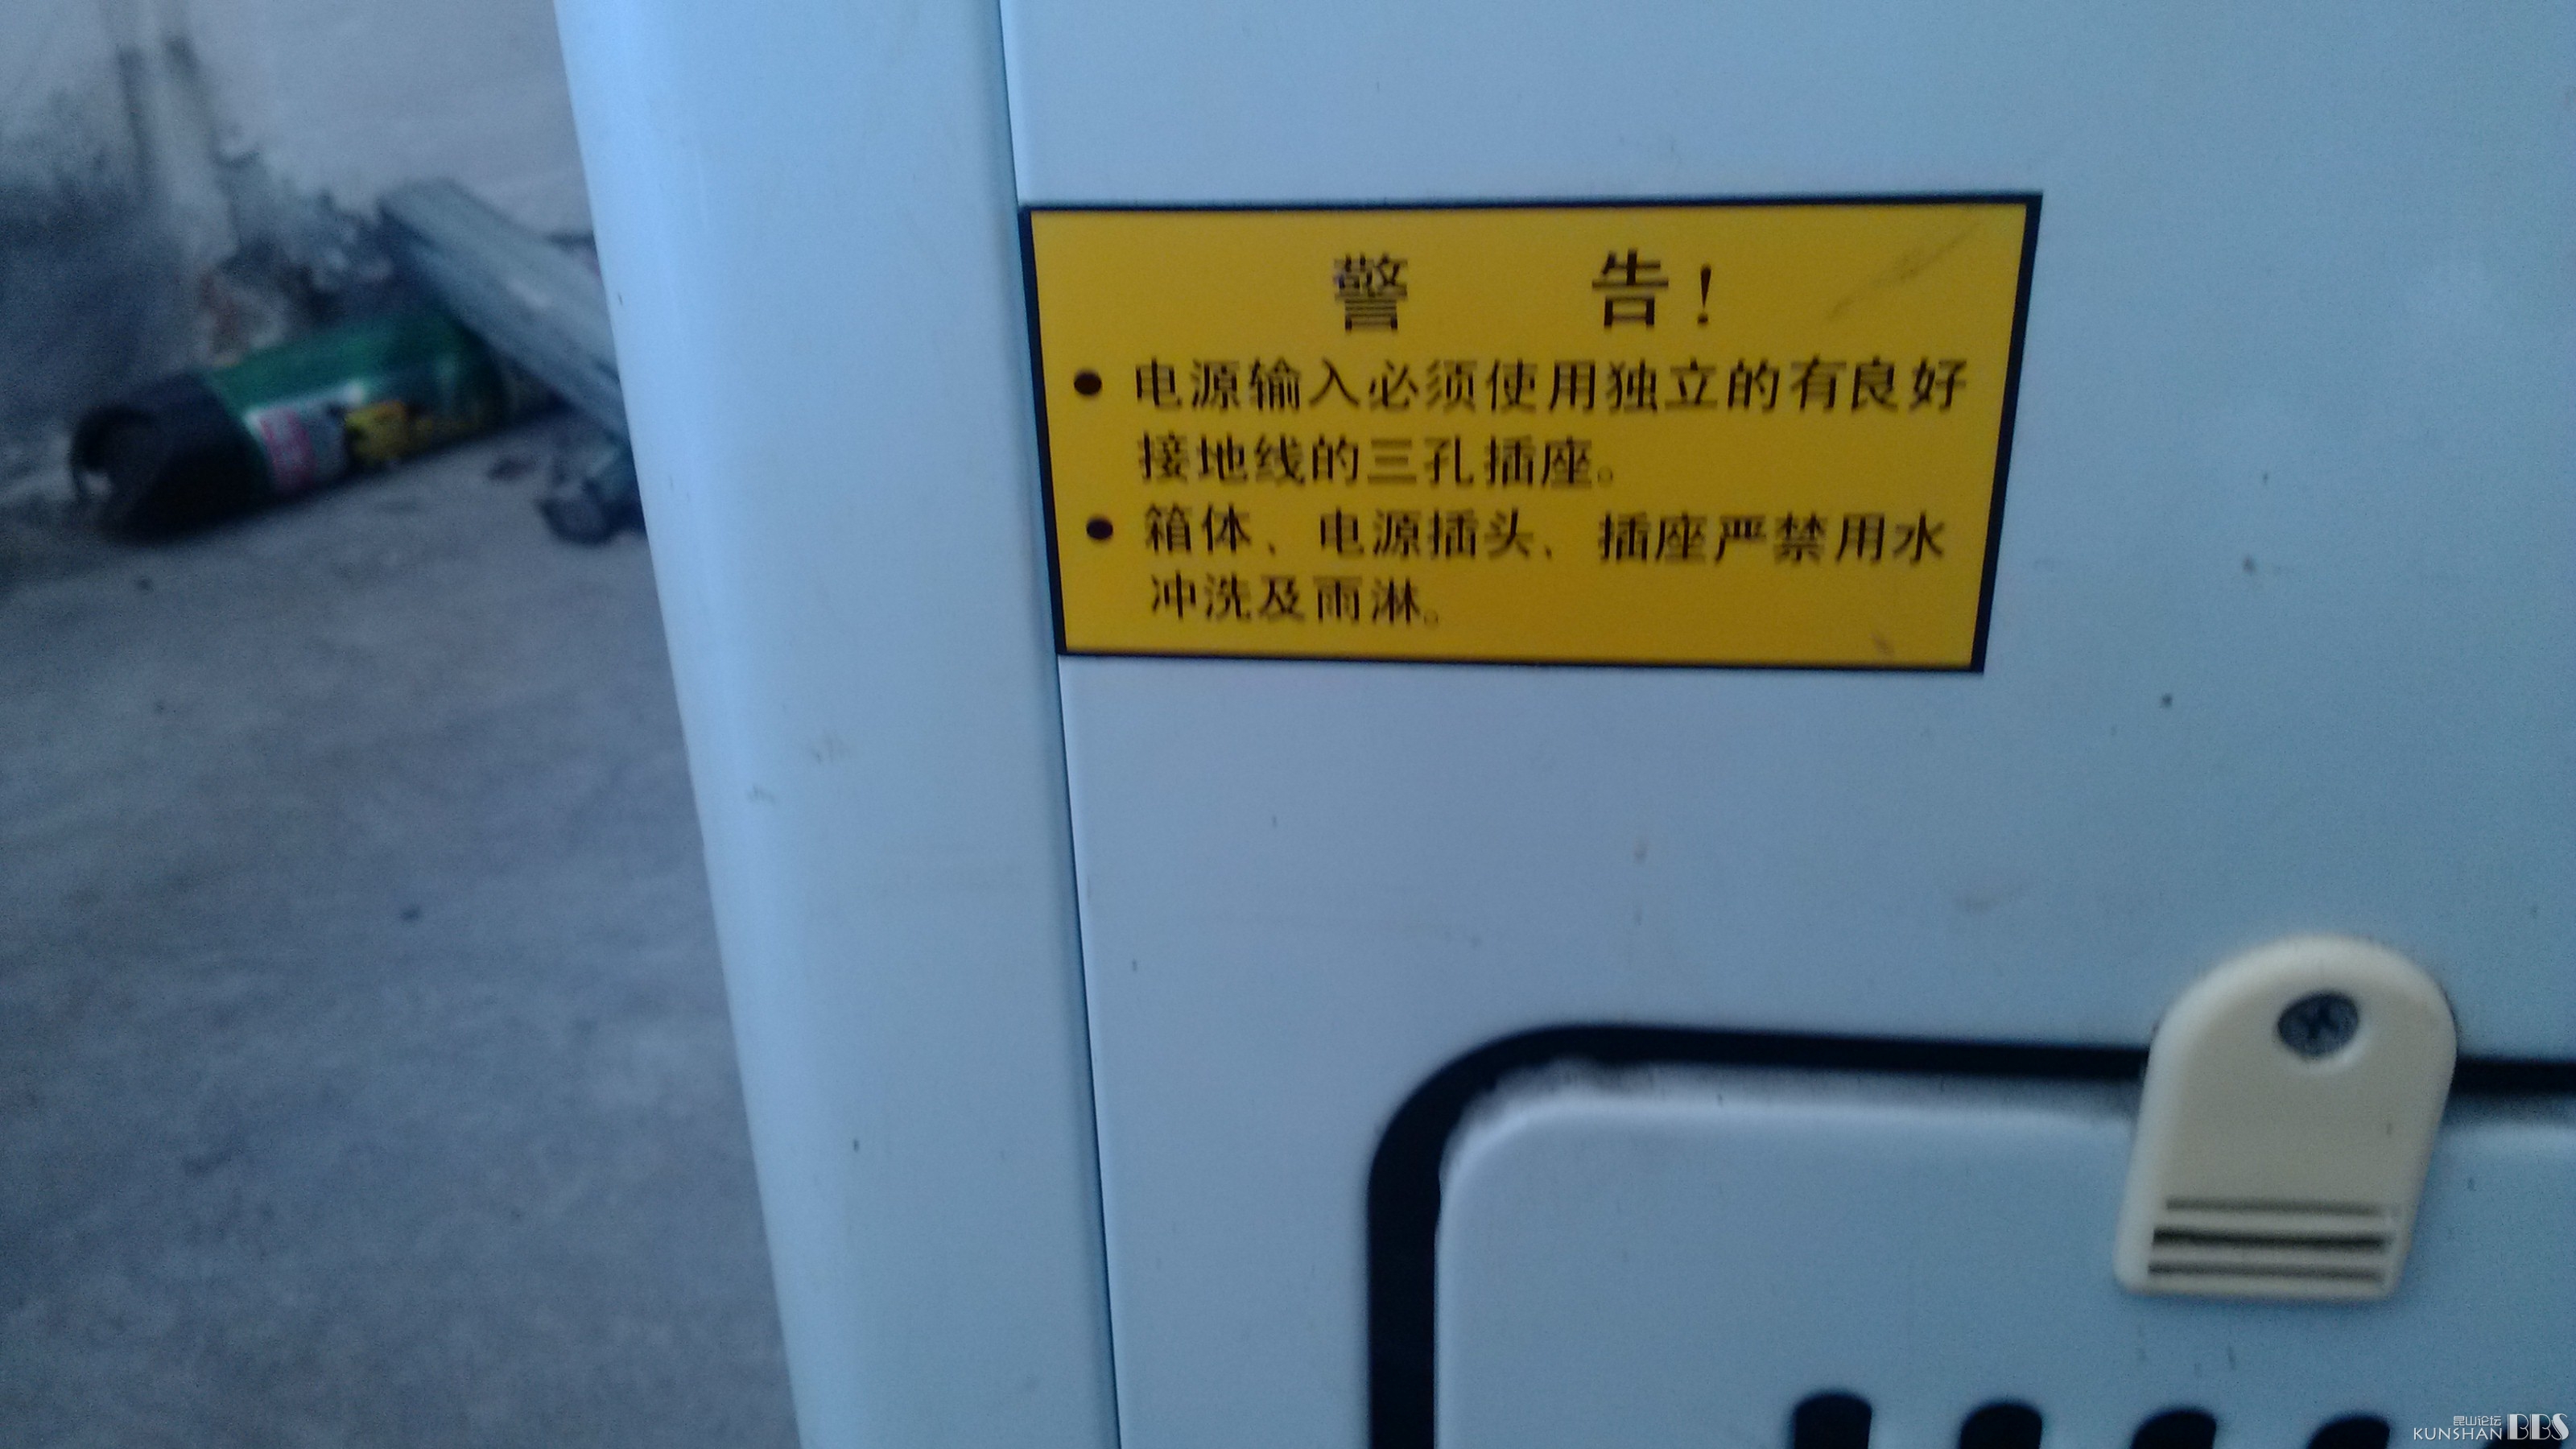 警 告！
● 电源输入必须使用独立的有良好
接地线的三孔插座。
● 箱体、电源插头、插座严禁用水
冲洗及雨淋。
昆山论坛
KUNSHAN BBS